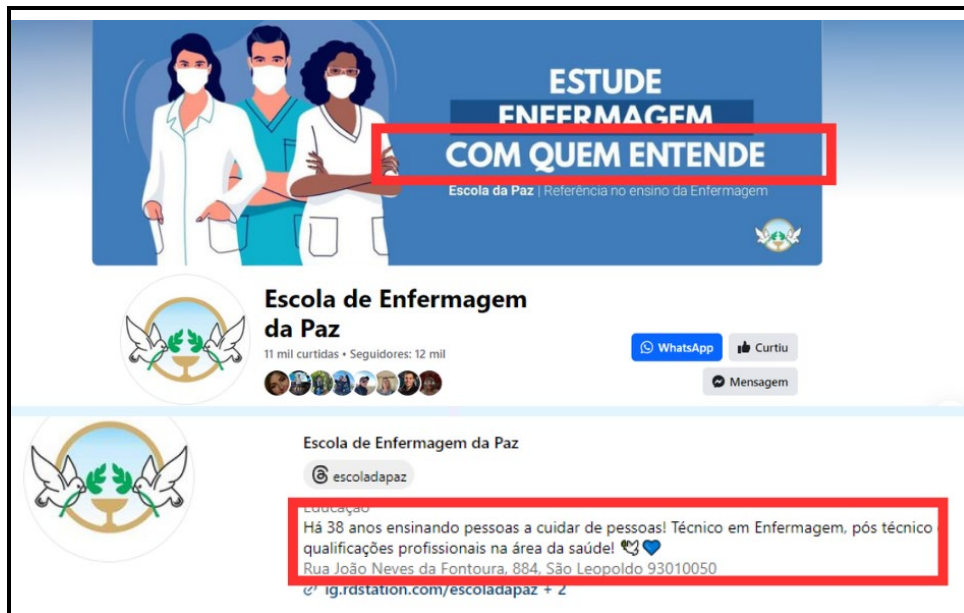 ESTUDE
ENFERMAGEM
COM QUEM ENTENDE
Escola da Paz | Referência no ensino da Enfermagem
Escola de Enfermagem
da Paz
11 mil curtidas • Seguidores: 12 mil
WhatsApp
Curtiu
Mensagem
Escola de Enfermagem da Paz
escoladapaz
Educação
Há 38 anos ensinando pessoas a cuidar de pessoas! Técnico em Enfermagem, pós técnico
qualificações profissionais na área da saúde! 🕊💙
Rua João Neves da Fontoura, 884, São Leopoldo 93010050
ig.rdstation.com/escoladapaz + 2